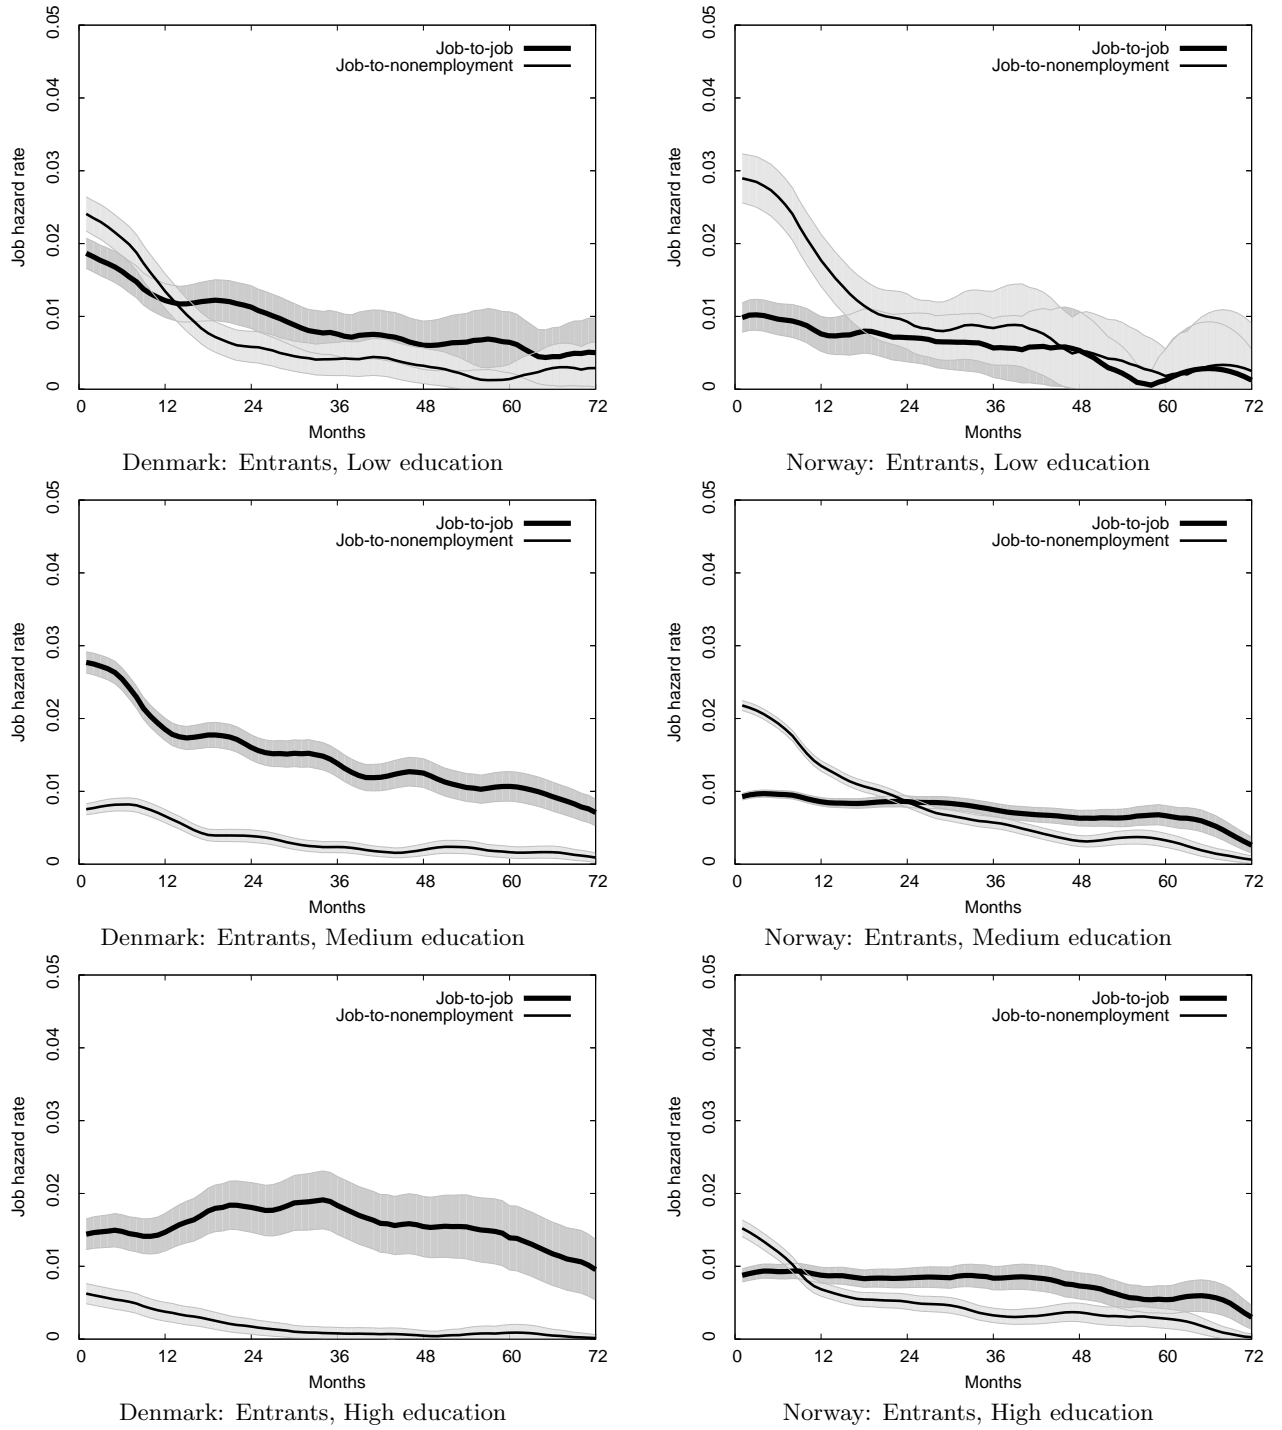 0.05
0.04
0.03
0.02
0.01
0
Job hazard rate
Job-to-job
Job-to-nonemployment
0 12 24 36 48 60 72
Months
Denmark: Entrants, Low education
0.05
0.04
0.03
0.02
0.01
0
Job hazard rate
Job-to-job
Job-to-nonemployment
0 12 24 36 48 60 72
Months
Norway: Entrants, Low education
0.05
0.04
0.03
0.02
0.01
0
Job hazard rate
Job-to-job
Job-to-nonemployment
0 12 24 36 48 60 72
Months
Denmark: Entrants, Medium education
0.05
0.04
0.03
0.02
0.01
0
Job hazard rate
Job-to-job
Job-to-nonemployment
0 12 24 36 48 60 72
Months
Norway: Entrants, Medium education
0.05
0.04
0.03
0.02
0.01
0
Job hazard rate
Job-to-job
Job-to-nonemployment
0 12 24 36 48 60 72
Months
Denmark: Entrants, High education
0.05
0.04
0.03
0.02
0.01
0
Job hazard rate
Job-to-job
Job-to-nonemployment
0 12 24 36 48 60 72
Months
Norway: Entrants, High education